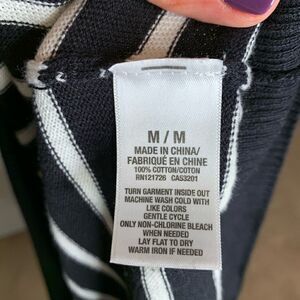 M / M
MADE IN CHINA/
FABRIQUÉ EN CHINE
100% COTTON/COTON
RN121726 CA53201
TURN GARMENT INSIDE OUT
MACHINE WASH COLD WITH
LIKE COLORS
GENTLE CYCLE
ONLY NON-CHLORINE BLEACH
WHEN NEEDED
LAY FLAT TO DRY
WARM IRON IF NEEDED